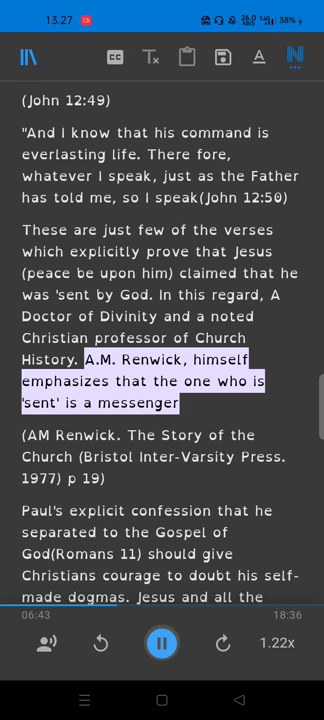 13.27
26.0
KB/S
38%
CC
A
N
(John 12:49)
"And I know that his command is
everlasting life. There fore,
whatever I speak, just as the Father
has told me, so I speak(John 12:50)
These are just few of the verses
which explicitly prove that Jesus
(peace be upon him) claimed that he
was 'sent by God. In this regard, A
Doctor of Divinity and a noted
Christian professor of Church
History. A.M. Renwick, himself
emphasizes that the one who is
'sent' is a messenger
(AM Renwick. The Story of the
Church (Bristol Inter-Varsity Press.
1977) p 19)
Paul's explicit confession that he
separated to the Gospel of
God(Romans 11) should give
Christians courage to doubt his self-
made dogmas. Jesus and all the
06:43
18:36
1.22x